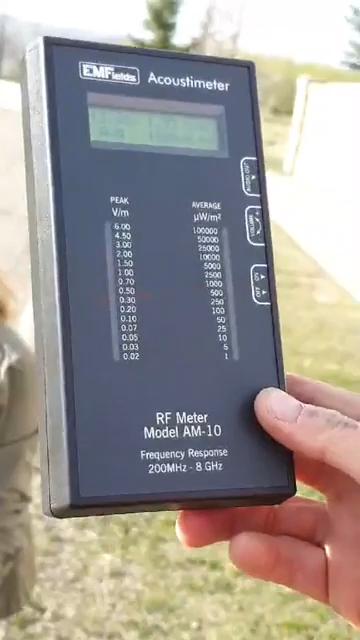 EMFields
Acoustimeter
PEAK
V/m
AVERAGE
µW/m²
6.00 100000
4.50 50000
3.00 25000
2.00 10000
1.50 5000
1.00 2500
0.70 1000
0.50 500
0.30 250
0.20 100
0.10 50
0.07 25
0.05 10
0.03 5
0.02 1
OFF ON
RF Meter
Model AM-10
Frequency Response
200MHz - 8 GHz